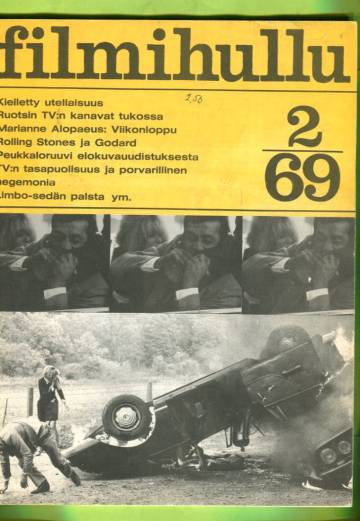 filmihullu
Kielletty uteliaisuus
Ruotsin TV:n kanavat tukossa
Marianne Alopaeus: Viikonloppu
Rolling Stones ja Godard
Peukkaloruuvi elokuvauudistuksesta
TV:n tasapuolisuus ja porvarillinen
hegemonia
Limbo-sedän palsta ym.
2,50
2
69